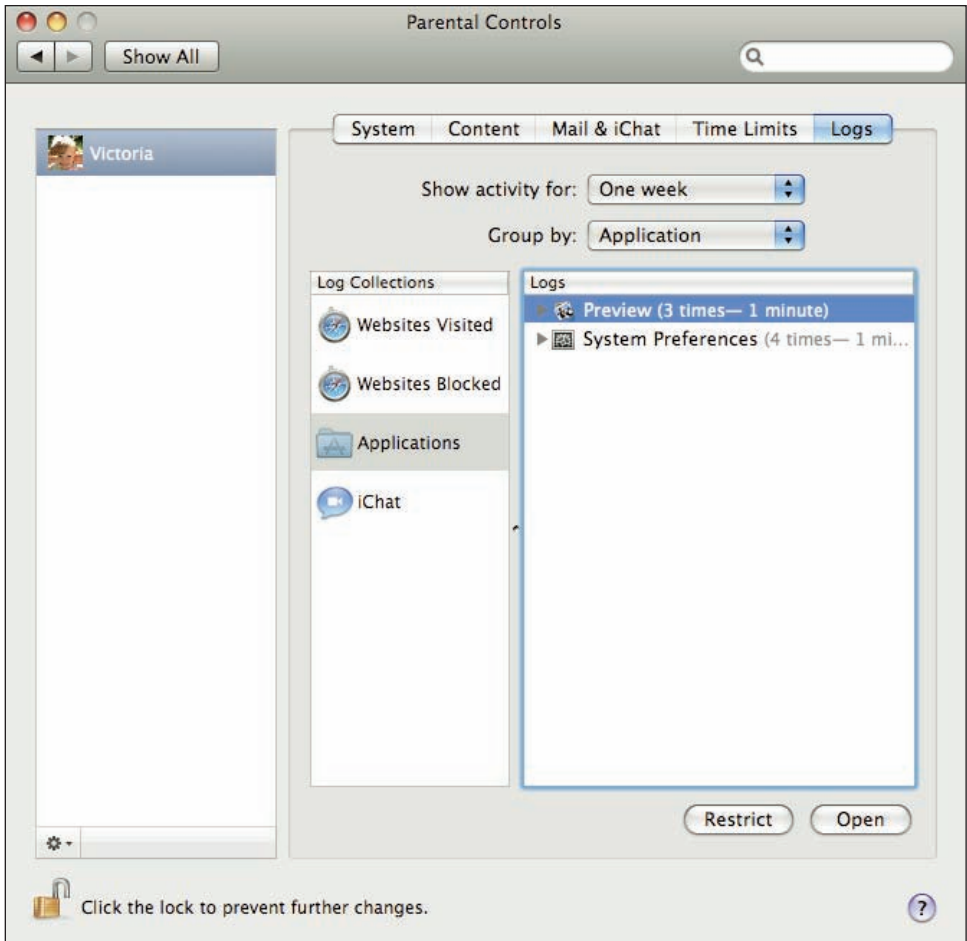 Parental Controls
Show All
Victoria
System Content Mail & iChat Time Limits Logs
Show activity for: One week
Group by: Application
Log Collections
Websites Visited
Websites Blocked
Applications
iChat
Logs
Preview (3 times— 1 minute)
System Preferences (4 times— 1 mi...
Restrict Open
Click the lock to prevent further changes.
?